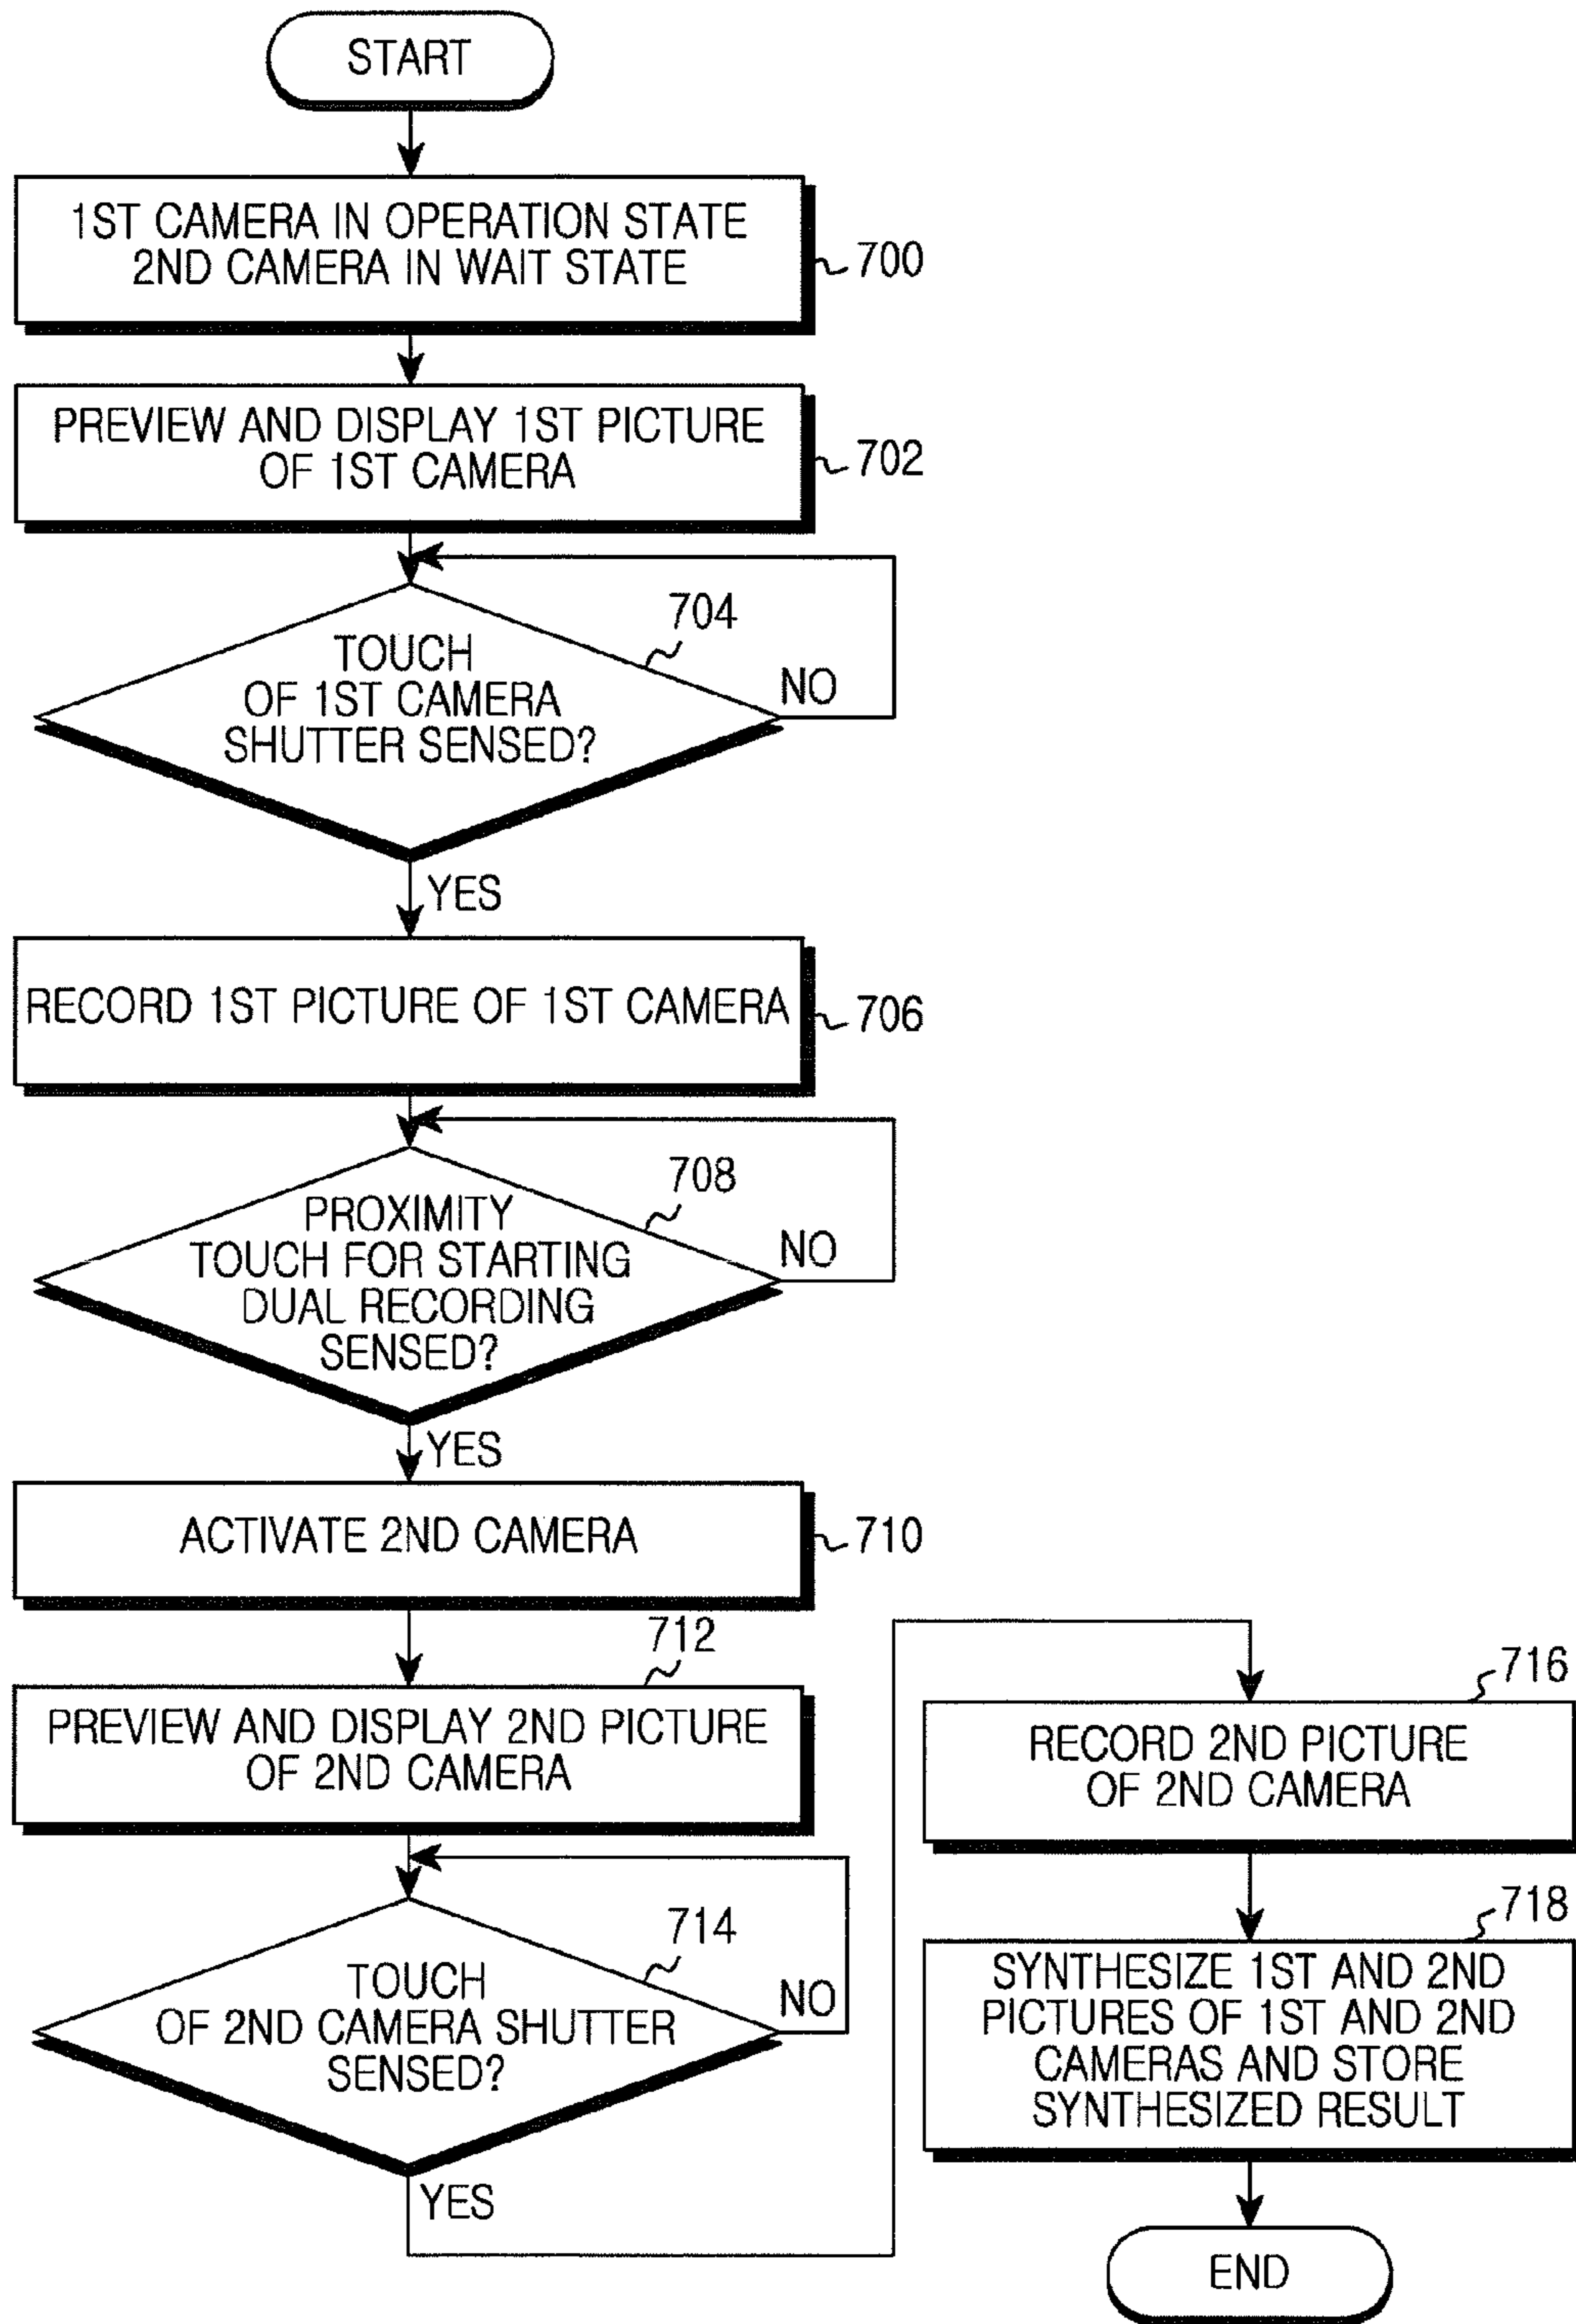 START
1ST CAMERA IN OPERATION STATE
2ND CAMERA IN WAIT STATE
700
PREVIEW AND DISPLAY 1ST PICTURE
OF 1ST CAMERA
702
704
TOUCH
OF 1ST CAMERA
SHUTTER SENSED?
NO
YES
RECORD 1ST PICTURE OF 1ST CAMERA
706
708
PROXIMITY
TOUCH FOR STARTING
DUAL RECORDING
SENSED?
NO
YES
ACTIVATE 2ND CAMERA
710
712
PREVIEW AND DISPLAY 2ND PICTURE
OF 2ND CAMERA
714
TOUCH
OF 2ND CAMERA SHUTTER
SENSED?
NO
YES
716
RECORD 2ND PICTURE
OF 2ND CAMERA
718
SYNTHESIZE 1ST AND 2ND
PICTURES OF 1ST AND 2ND
CAMERAS AND STORE
SYNTHESIZED RESULT
END